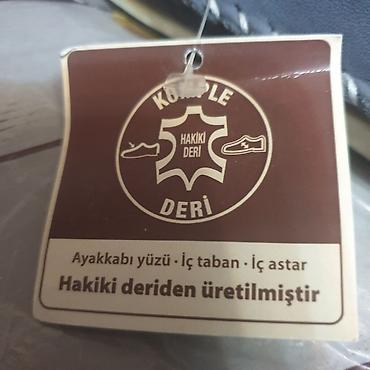 KOMPLE
HAKİKİ
DERİ
DERİ
Ayakkabı yüzü · İç taban · İç astar
Hakiki deriden üretilmiştir